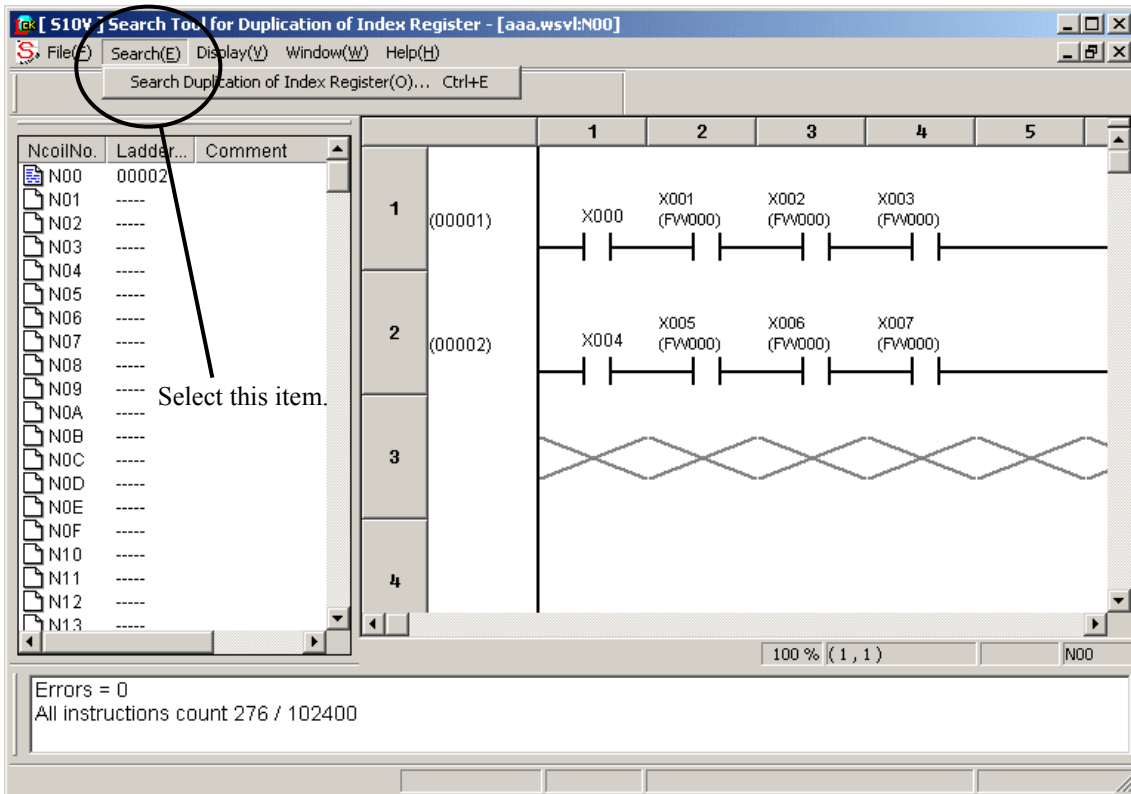 [ S10V ] Search Tool for Duplication of Index Register - [aaa.wsvl:N00]
File(F) Search(E) Display(V) Window(W) Help(H)
Search Duplication of Index Register(O)... Ctrl+E
NcoilNo. Ladder... Comment
N00 00002
N01 -----
N02 -----
N03 -----
N04 -----
N05 -----
N06 -----
N07 -----
N08 -----
N09 -----
N0A -----
N0B -----
N0C -----
N0D -----
N0E -----
N0F -----
N10 -----
N11 -----
N12 -----
N13 -----
Select this item.
1 2 3 4 5
1
(00001)
X000
X001 X002 X003
(FW000) (FW000) (FW000)
2
(00002)
X004
X005 X006 X007
(FW000) (FW000) (FW000)
3
4
100 % ( 1 , 1 ) N00
Errors = 0
All instructions count 276 / 102400